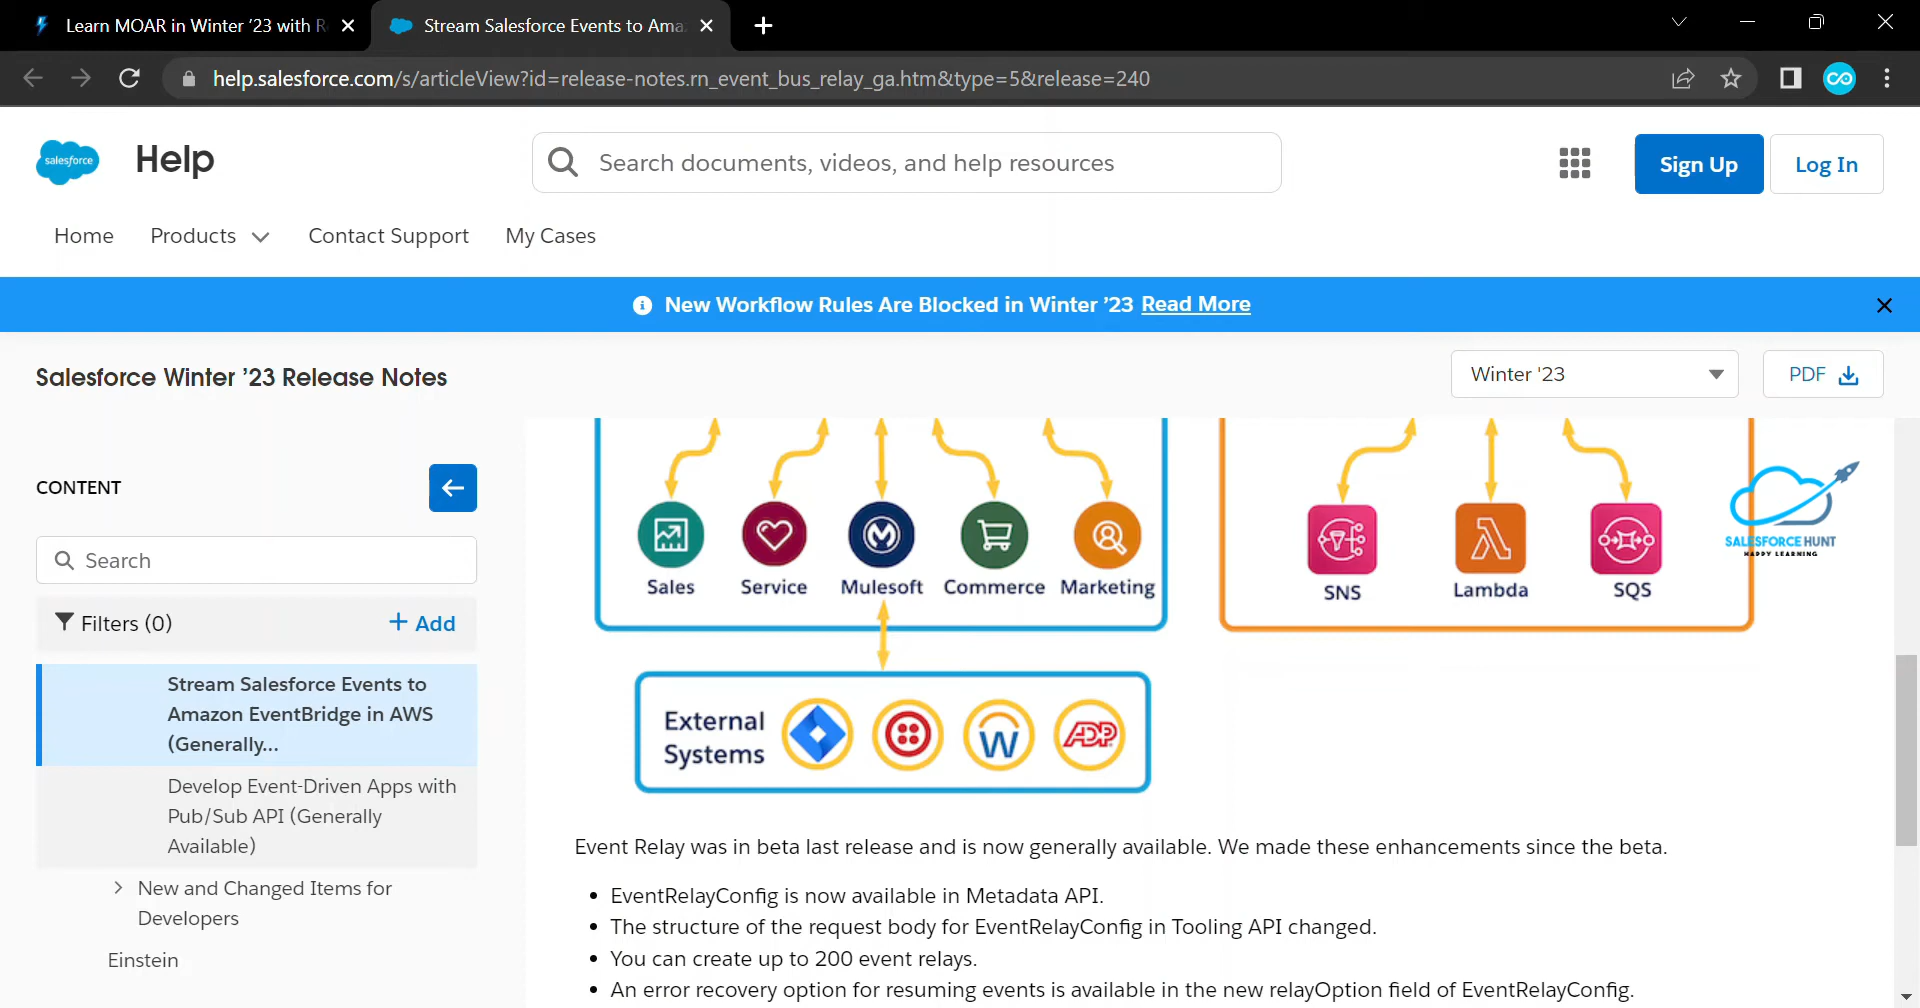 Learn MOAR in Winter '23 with R
Stream Salesforce Events to Ama
help.salesforce.com/s/articleView?id=release-notes.rn_event_bus_relay_ga.htm&type=5&release=240
salesforce
Help
Search documents, videos, and help resources
Sign Up
Log In
Home
Products
Contact Support
My Cases
New Workflow Rules Are Blocked in Winter ’23 Read More
Salesforce Winter ’23 Release Notes
Winter '23
PDF
CONTENT
Search
Filters (0)
+ Add
Stream Salesforce Events to
Amazon EventBridge in AWS
(Generally...
Develop Event-Driven Apps with
Pub/Sub API (Generally
Available)
New and Changed Items for
Developers
Einstein
Sales
Service
Mulesoft
Commerce
Marketing
SNS
Lambda
SQS
SALESFORCE HUNT
HAPPY LEARNING
External
Systems
W
ADP
Event Relay was in beta last release and is now generally available. We made these enhancements since the beta.
• EventRelayConfig is now available in Metadata API.
• The structure of the request body for EventRelayConfig in Tooling API changed.
• You can create up to 200 event relays.
• An error recovery option for resuming events is available in the new relayOption field of EventRelayConfig.